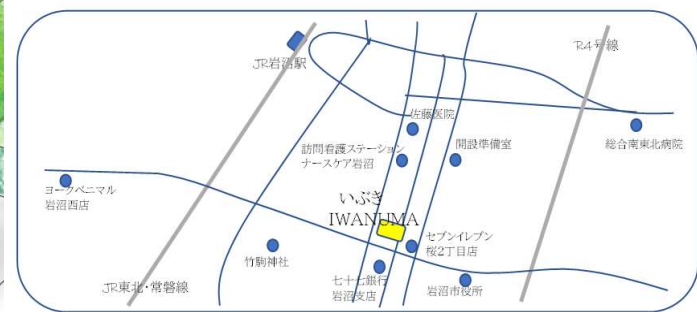 JR岩沼駅
R4号線
佐藤医院
訪問看護ステーション
ナースケア岩沼
開設準備室
総合南東北病院
ヨークベニマル
岩沼西店
いぶき
IWANUMA
セブンイレブン
桜2丁目店
竹駒神社
七十七銀行
岩沼支店
岩沼市役所
JR東北・常磐線